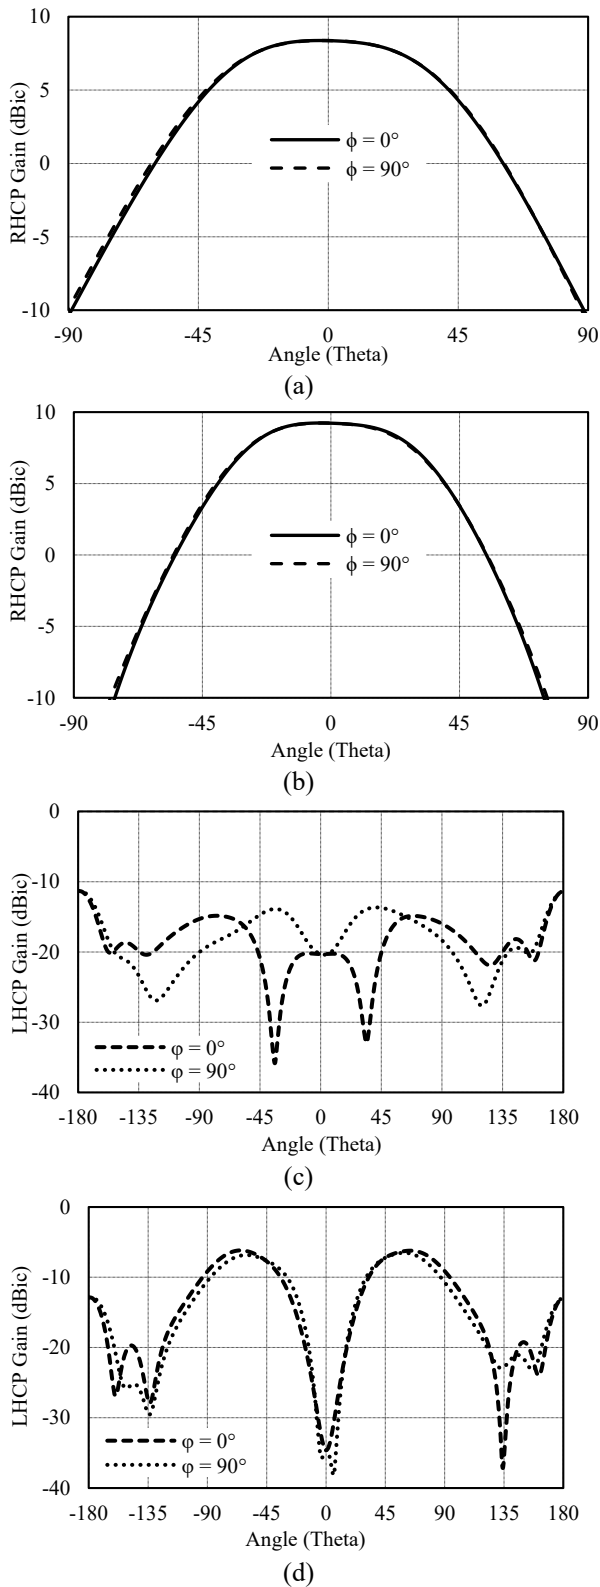 10
5
0
-5
-10
RHCP Gain (dBic)
ϕ = 0°
ϕ = 90°
-90 -45 0 45 90
Angle (Theta)
(a)
10
5
0
-5
-10
RHCP Gain (dBic)
ϕ = 0°
ϕ = 90°
-90 -45 0 45 90
Angle (Theta)
(b)
0
-10
-20
-30
-40
LHCP Gain (dBic)
φ = 0°
φ = 90°
-180 -135 -90 -45 0 45 90 135 180
Angle (Theta)
(c)
0
-10
-20
-30
-40
LHCP Gain (dBic)
φ = 0°
φ = 90°
-180 -135 -90 -45 0 45 90 135 180
Angle (Theta)
(d)